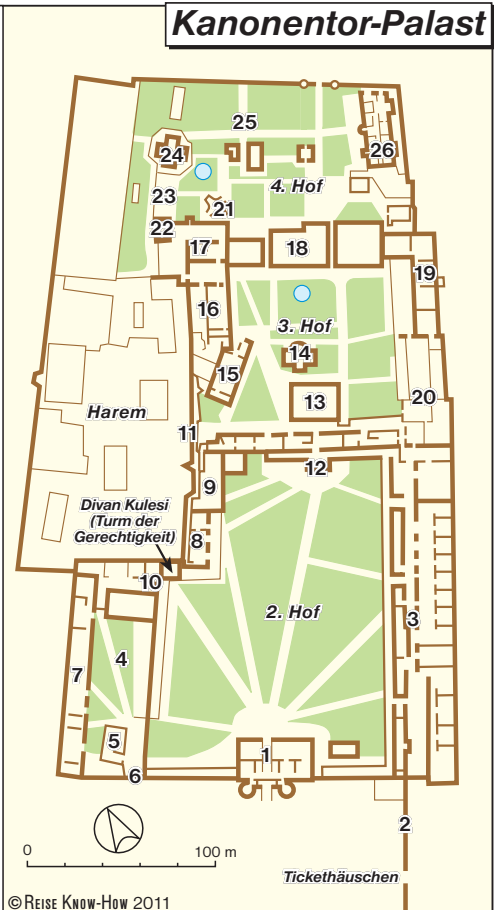 Kanonentor-Palast
25
24
26
4. Hof
23
21
22
17
18
19
16
3. Hof
14
15
13
20
Harem
11
12
9
Divan Kulesi
(Turm der
Gerechtigkeit)
8
10
2. Hof
3
4
7
5
1
6
2
0
100 m
Tickethäuschen
© REISE KNOW-HOW 2011